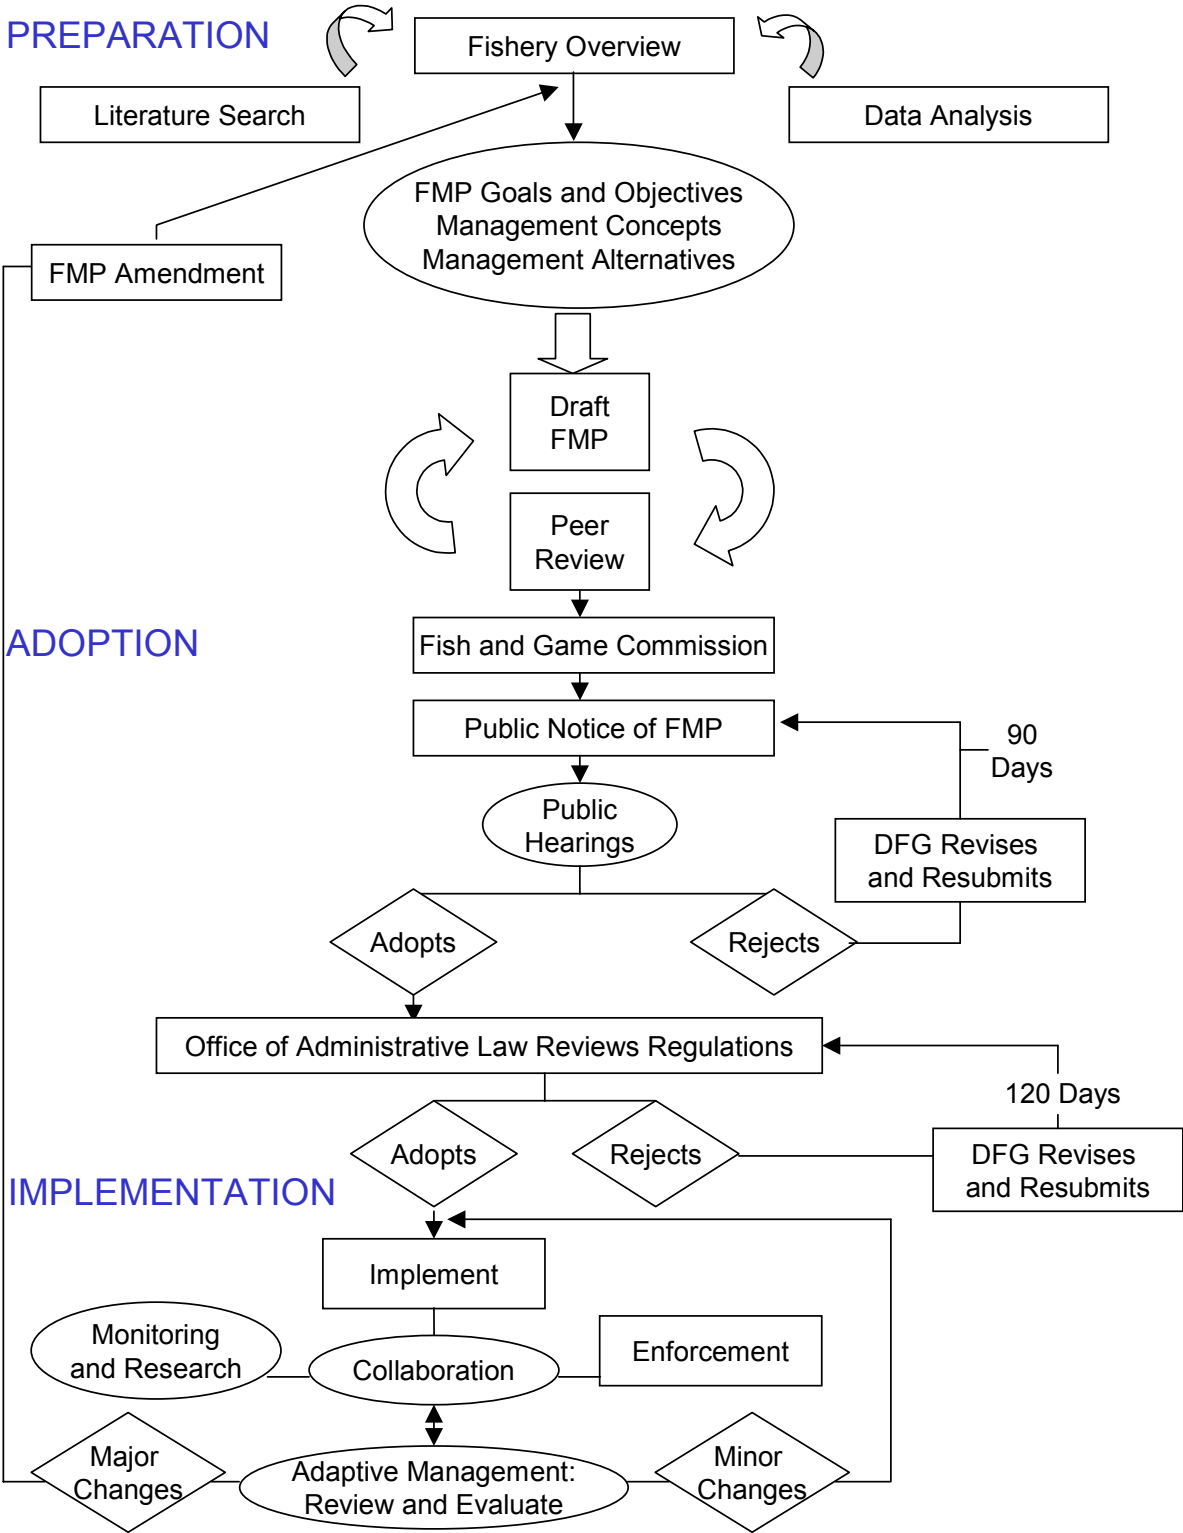 PREPARATION
Fishery Overview
Literature Search
Data Analysis
FMP Goals and Objectives
Management Concepts
Management Alternatives
FMP Amendment
Draft
FMP
Peer
Review
ADOPTION
Fish and Game Commission
Public Notice of FMP
90
Days
Public
Hearings
DFG Revises
and Resubmits
Adopts
Rejects
Office of Administrative Law Reviews Regulations
120 Days
Adopts
Rejects
DFG Revises
and Resubmits
IMPLEMENTATION
Implement
Monitoring
and Research
Collaboration
Enforcement
Major
Changes
Adaptive Management:
Review and Evaluate
Minor
Changes